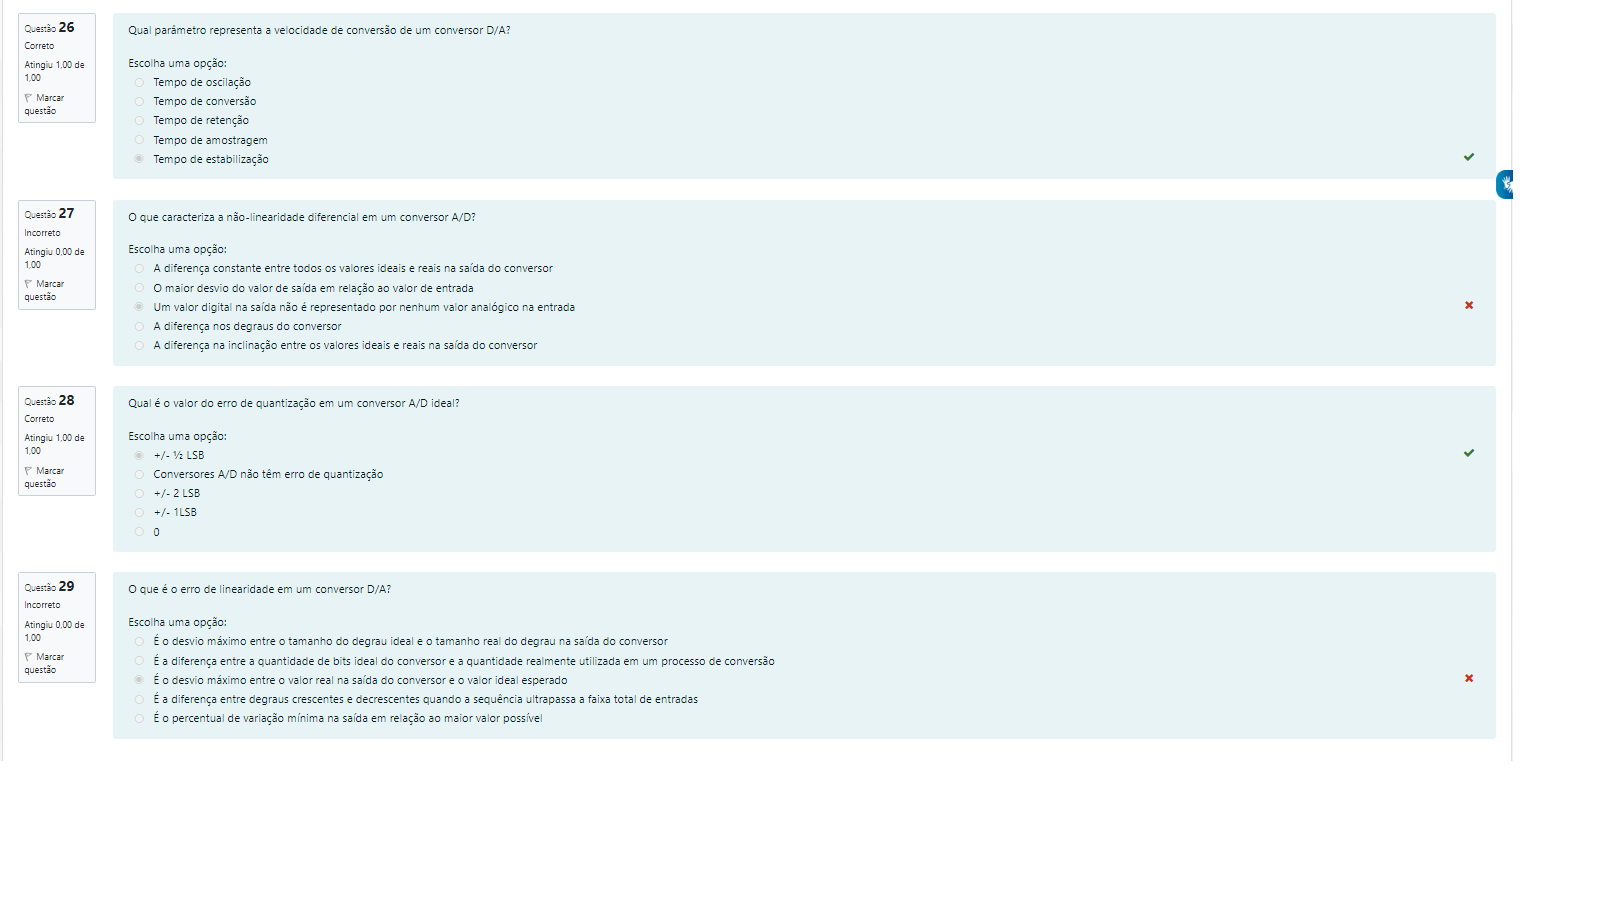 Questão 26
Correto
Atingiu 1,00 de
1,00
Marcar
questão
Qual parâmetro representa a velocidade de conversão de um conversor D/A?
Escolha uma opção:
Tempo de oscilação
Tempo de conversão
Tempo de retenção
Tempo de amostragem
Tempo de estabilização
Questão 27
Incorreto
Atingiu 0,00 de
1,00
Marcar
questão
O que caracteriza a não-linearidade diferencial em um conversor A/D?
Escolha uma opção:
A diferença constante entre todos os valores ideais e reais na saída do conversor
O maior desvio do valor de saída em relação ao valor de entrada
Um valor digital na saída não é representado por nenhum valor analógico na entrada
A diferença nos degraus do conversor
A diferença na inclinação entre os valores ideais e reais na saída do conversor
Questão 28
Correto
Atingiu 1,00 de
1,00
Marcar
questão
Qual é o valor do erro de quantização em um conversor A/D ideal?
Escolha uma opção:
+/- ½ LSB
Conversores A/D não têm erro de quantização
+/- 2 LSB
+/- 1LSB
0
Questão 29
Incorreto
Atingiu 0,00 de
1,00
Marcar
questão
O que é o erro de linearidade em um conversor D/A?
Escolha uma opção:
É o desvio máximo entre o tamanho do degrau ideal e o tamanho real do degrau na saída do conversor
É a diferença entre a quantidade de bits ideal do conversor e a quantidade realmente utilizada em um processo de conversão
É o desvio máximo entre o valor real na saída do conversor e o valor ideal esperado
É a diferença entre degraus crescentes e decrescentes quando a sequência ultrapassa a faixa total de entradas
É o percentual de variação mínima na saída em relação ao maior valor possível